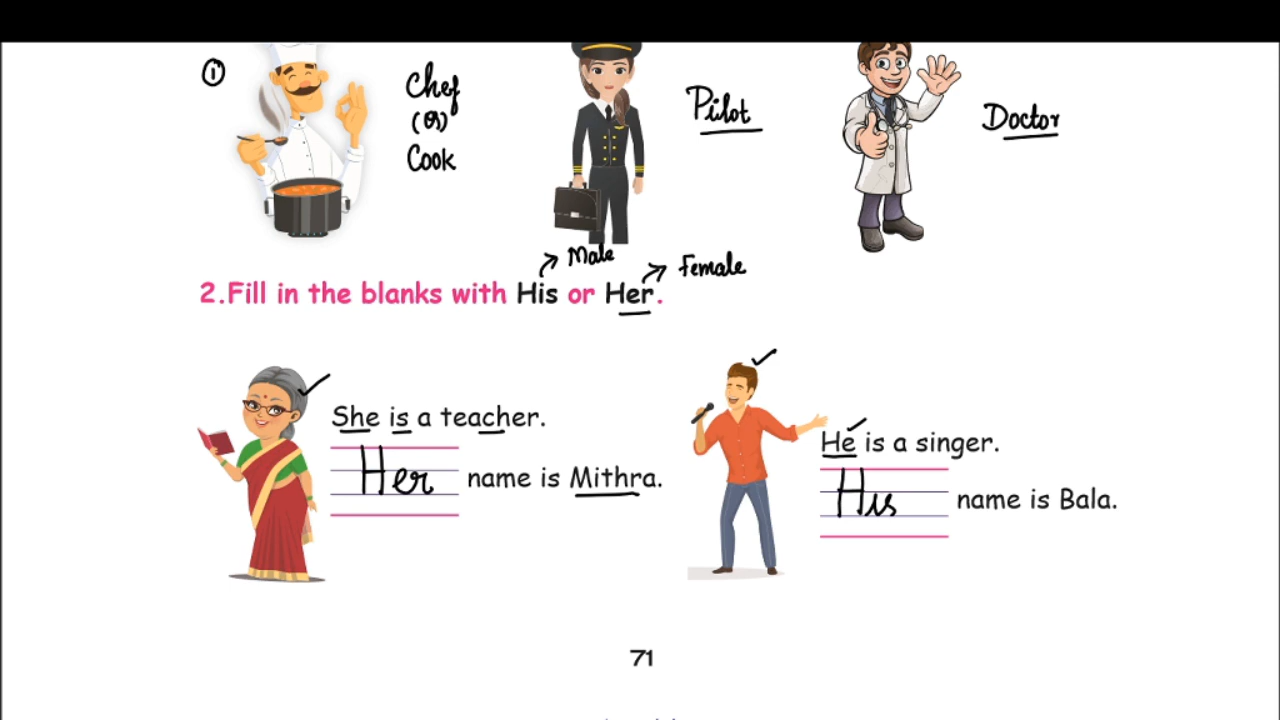 1
Chef
(or)
Cook
Pilot
Doctor
Male
Female
2.Fill in the blanks with His or Her.
She is a teacher.
Her name is Mithra.
He is a singer.
His name is Bala.
71